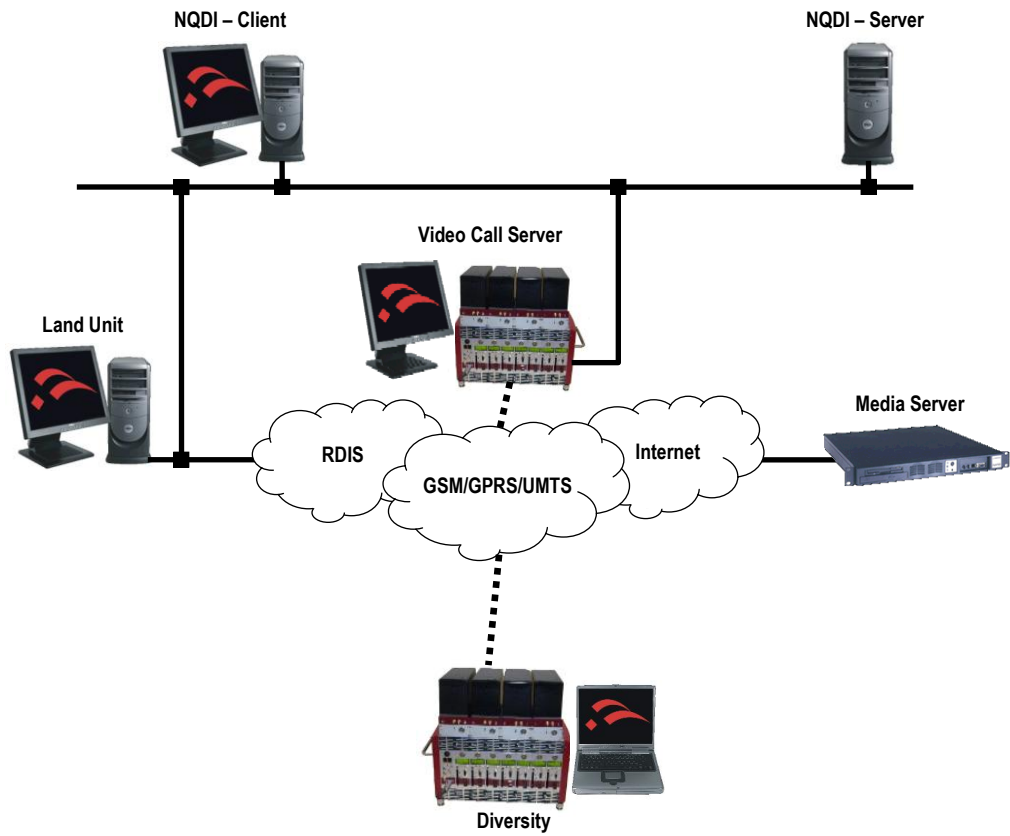 NQDI – Client
NQDI – Server
Video Call Server
Land Unit
Media Server
RDIS
Internet
GSM/GPRS/UMTS
Diversity